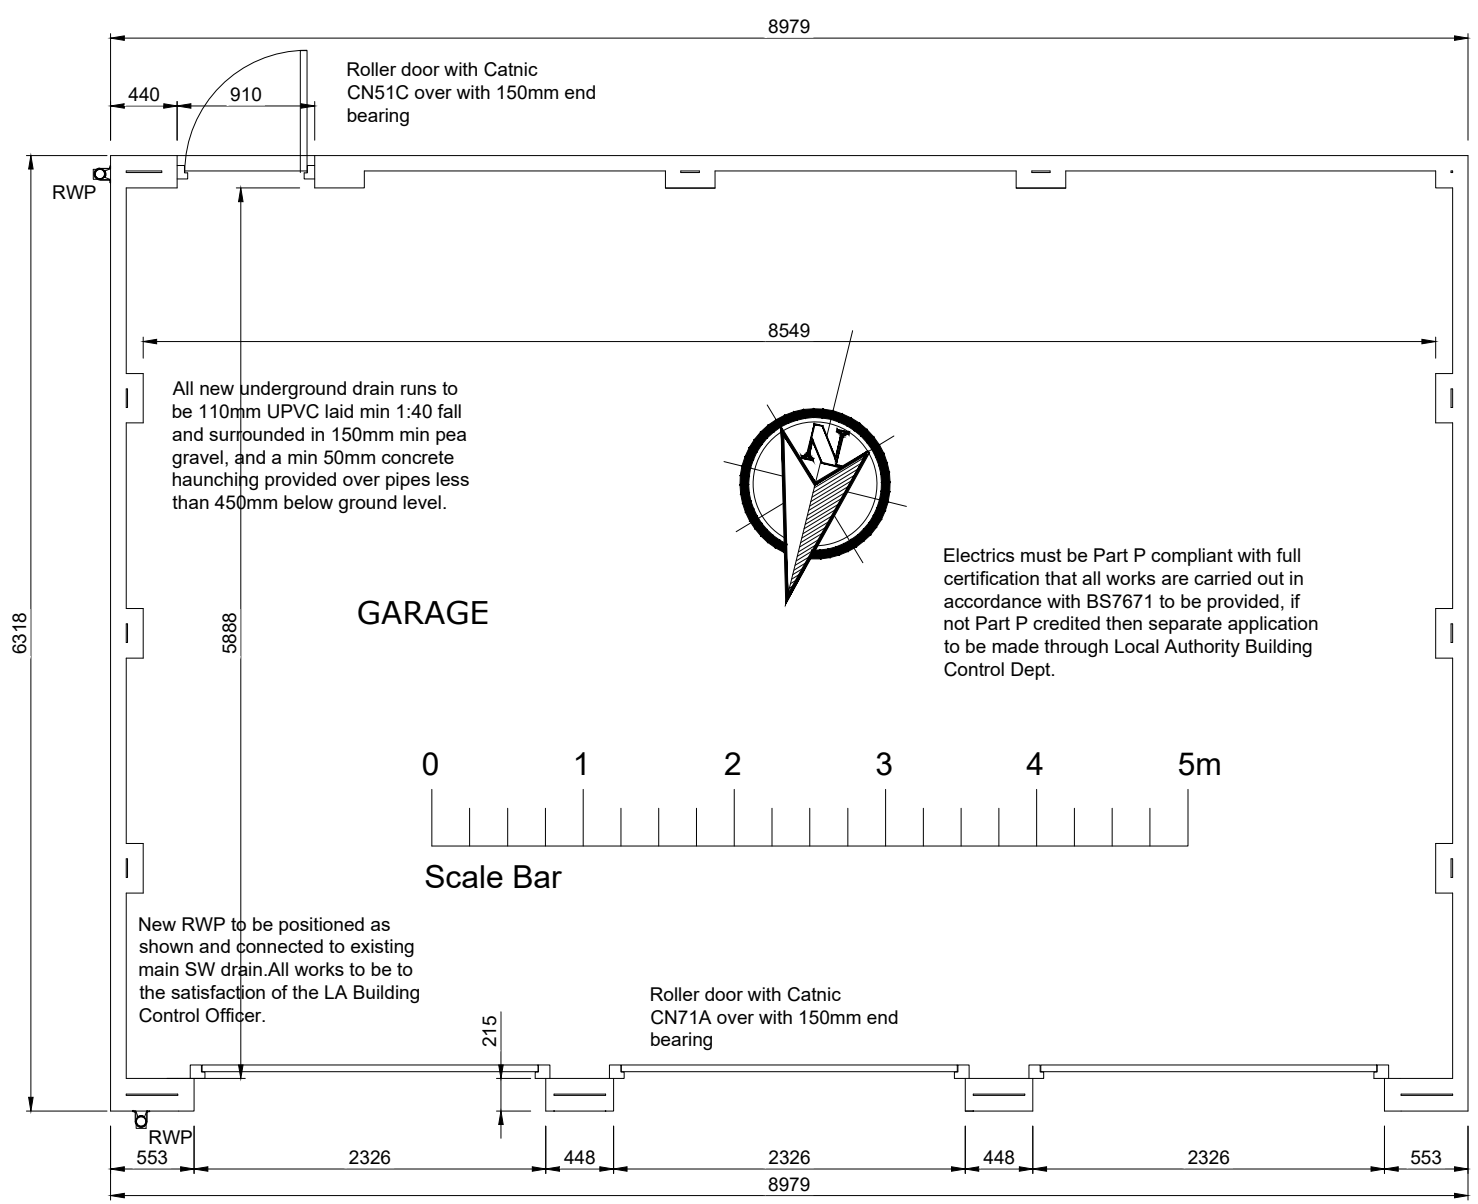 8979
Roller door with Catnic
CN51C over with 150mm end
bearing
440
910
RWP
8549
All new underground drain runs to
be 110mm UPVC laid min 1:40 fall
and surrounded in 150mm min pea
gravel, and a min 50mm concrete
haunching provided over pipes less
than 450mm below ground level.
N
Electrics must be Part P compliant with full
certification that all works are carried out in
accordance with BS7671 to be provided, if
not Part P credited then separate application
to be made through Local Authority Building
Control Dept.
GARAGE
6318
5888
0 1 2 3 4 5m
Scale Bar
New RWP to be positioned as
shown and connected to existing
main SW drain.All works to be to
the satisfaction of the LA Building
Control Officer.
Roller door with Catnic
CN71A over with 150mm end
bearing
215
RWP
553 2326 448 2326 448 2326 553
8979